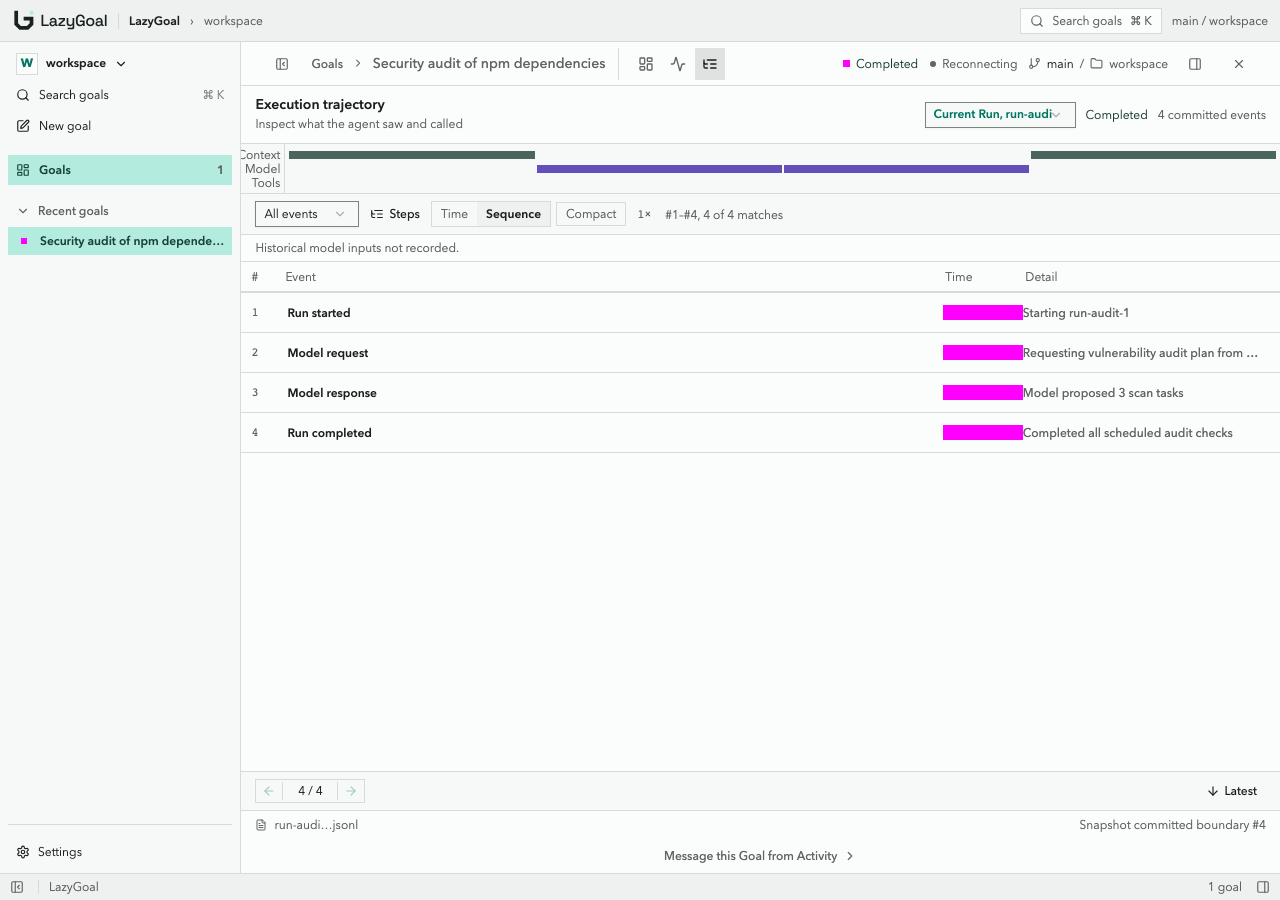 LazyGoal LazyGoal › workspace Search goals ⌘ K main / workspace
W workspace
Search goals ⌘ K
New goal
Goals 1
Recent goals
Security audit of npm depende…
Settings
Goals Security audit of npm dependencies Completed Reconnecting main / workspace
Execution trajectory
Inspect what the agent saw and called
Current Run, run-audi Completed 4 committed events
Context
Model
Tools
All events Steps Time Sequence Compact 1× #1–#4, 4 of 4 matches
Historical model inputs not recorded.
# Event Time Detail
1 Run started Starting run-audit-1
2 Model request Requesting vulnerability audit plan from …
3 Model response Model proposed 3 scan tasks
4 Run completed Completed all scheduled audit checks
4 / 4 Latest
run-audi…jsonl Snapshot committed boundary #4
Message this Goal from Activity
LazyGoal 1 goal